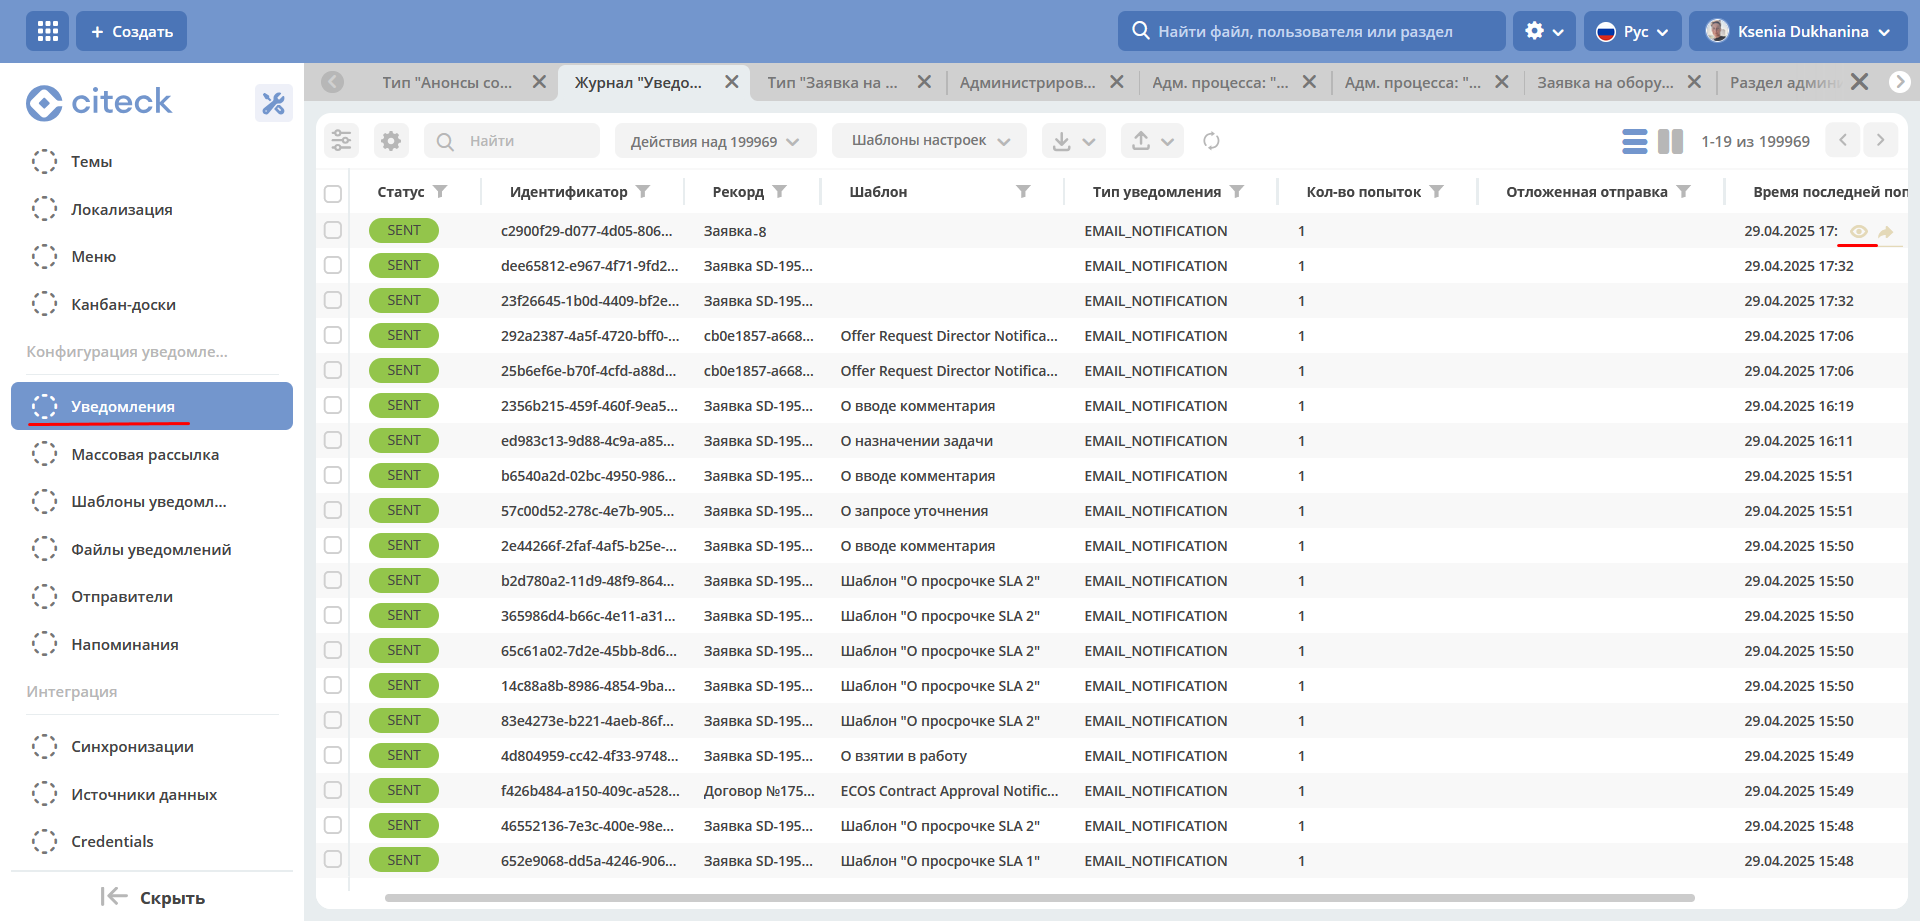 + Создать
Найти файл, пользователя или раздел
Рус
Ksenia Dukhanina
citeck
Темы
Локализация
Меню
Канбан-доски
Конфигурация уведомле...
Уведомления
Массовая рассылка
Шаблоны уведомл...
Файлы уведомлений
Отправители
Напоминания
Интеграция
Синхронизации
Источники данных
Credentials
Скрыть
Тип "Анонсы со... Журнал "Уведо... Тип "Заявка на ... Администриров... Адм. процесса: "... Адм. процесса: "... Заявка на обору... Раздел админ
Найти Действия над 199969 Шаблоны настроек 1-19 из 199969
Статус Идентификатор Рекорд Шаблон Тип уведомления Кол-во попыток Отложенная отправка Время последней поп
SENT c2900f29-d077-4d05-806... Заявка-8 EMAIL_NOTIFICATION 1 29.04.2025 17:
SENT dee65812-e967-4f71-9fd2... Заявка SD-195... EMAIL_NOTIFICATION 1 29.04.2025 17:32
SENT 23f26645-1b0d-4409-bf2e... Заявка SD-195... EMAIL_NOTIFICATION 1 29.04.2025 17:32
SENT 292a2387-4a5f-4720-bff0-... cb0e1857-a668... Offer Request Director Notifica... EMAIL_NOTIFICATION 1 29.04.2025 17:06
SENT 25b6ef6e-b70f-4cfd-a88d... cb0e1857-a668... Offer Request Director Notifica... EMAIL_NOTIFICATION 1 29.04.2025 17:06
SENT 2356b215-459f-460f-9ea5... Заявка SD-195... О вводе комментария EMAIL_NOTIFICATION 1 29.04.2025 16:19
SENT ed983c13-9d88-4c9a-a85... Заявка SD-195... О назначении задачи EMAIL_NOTIFICATION 1 29.04.2025 16:11
SENT b6540a2d-02bc-4950-986... Заявка SD-195... О вводе комментария EMAIL_NOTIFICATION 1 29.04.2025 15:51
SENT 57c00d52-278c-4e7b-905... Заявка SD-195... О запросе уточнения EMAIL_NOTIFICATION 1 29.04.2025 15:51
SENT 2e44266f-2faf-4af5-b25e-... Заявка SD-195... О вводе комментария EMAIL_NOTIFICATION 1 29.04.2025 15:50
SENT b2d780a2-11d9-48f9-864... Заявка SD-195... Шаблон "О просрочке SLA 2" EMAIL_NOTIFICATION 1 29.04.2025 15:50
SENT 365986d4-b66c-4e11-a31... Заявка SD-195... Шаблон "О просрочке SLA 2" EMAIL_NOTIFICATION 1 29.04.2025 15:50
SENT 65c61a02-7d2e-45bb-8d6... Заявка SD-195... Шаблон "О просрочке SLA 2" EMAIL_NOTIFICATION 1 29.04.2025 15:50
SENT 14c88a8b-8986-4854-9ba... Заявка SD-195... Шаблон "О просрочке SLA 2" EMAIL_NOTIFICATION 1 29.04.2025 15:50
SENT 83e4273e-b221-4aeb-86f... Заявка SD-195... Шаблон "О просрочке SLA 2" EMAIL_NOTIFICATION 1 29.04.2025 15:50
SENT 4d804959-cc42-4f33-9748... Заявка SD-195... О взятии в работу EMAIL_NOTIFICATION 1 29.04.2025 15:49
SENT f426b484-a150-409c-a528... Договор №175... ECOS Contract Approval Notific... EMAIL_NOTIFICATION 1 29.04.2025 15:49
SENT 46552136-7e3c-400e-98e... Заявка SD-195... Шаблон "О просрочке SLA 2" EMAIL_NOTIFICATION 1 29.04.2025 15:48
SENT 652e9068-dd5a-4246-906... Заявка SD-195... Шаблон "О просрочке SLA 1" EMAIL_NOTIFICATION 1 29.04.2025 15:48